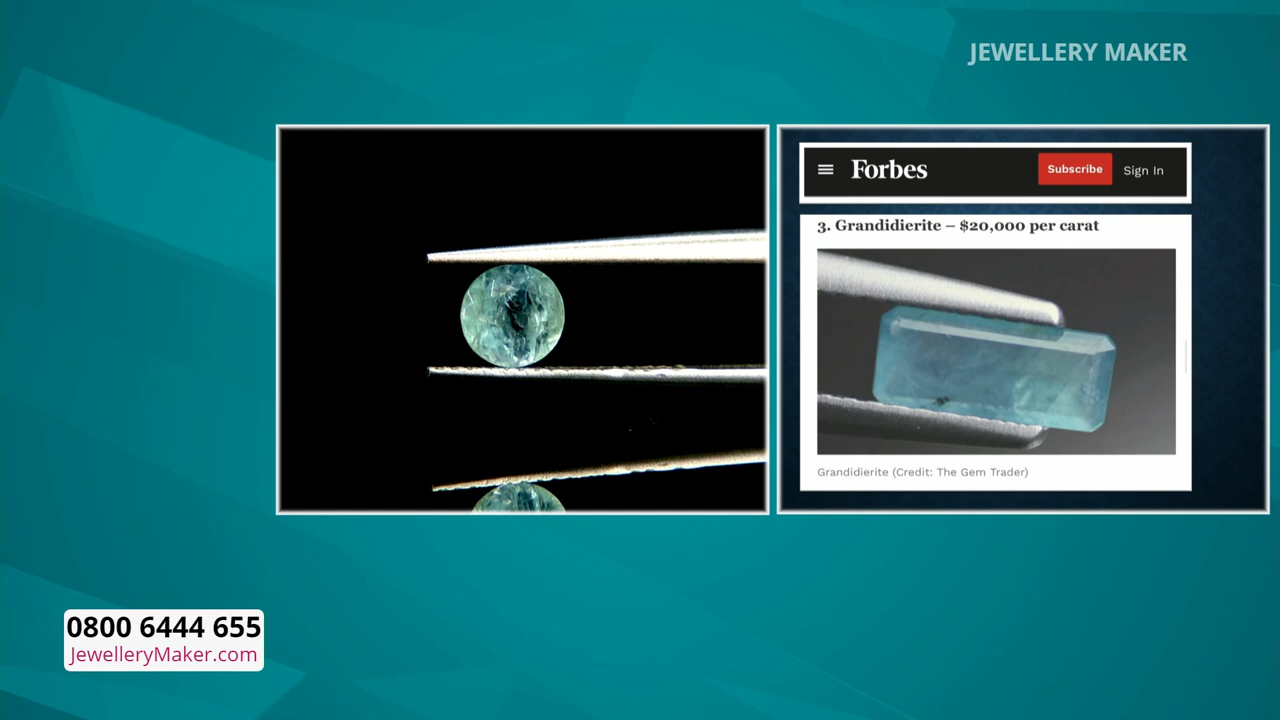 JEWELLERY MAKER
Forbes
Subscribe
Sign In
3. Grandidierite – $20,000 per carat
Grandidierite (Credit: The Gem Trader)
0800 6444 655
JewelleryMaker.com